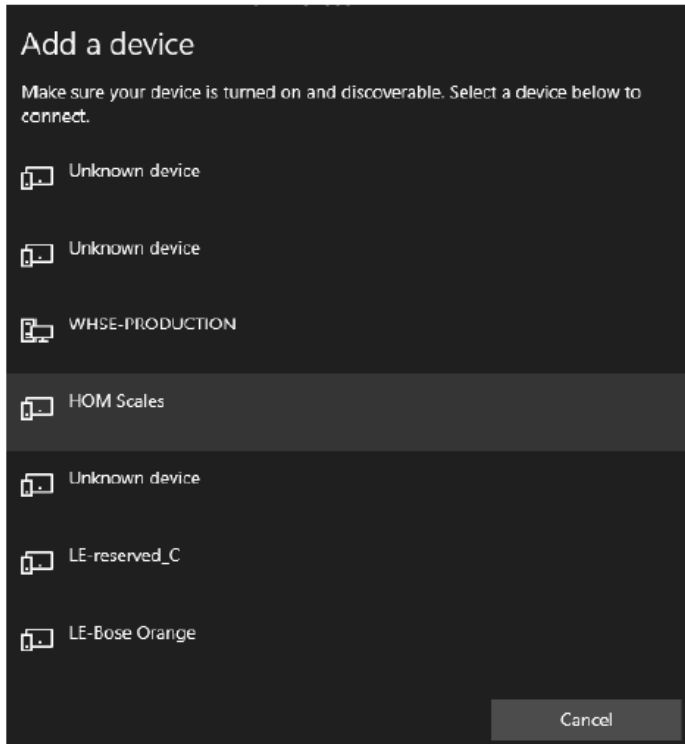 Add a device
Make sure your device is turned on and discoverable. Select a device below to
connect.
Unknown device
Unknown device
WHSE-PRODUCTION
HOM Scales
Unknown device
LE-reserved_C
LE-Bose Orange
Cancel